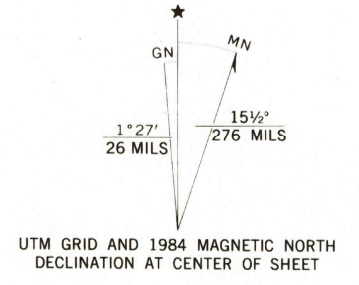 ★
GN
MN
1°27′
26 MILS
15½°
276 MILS
UTM GRID AND 1984 MAGNETIC NORTH
DECLINATION AT CENTER OF SHEET